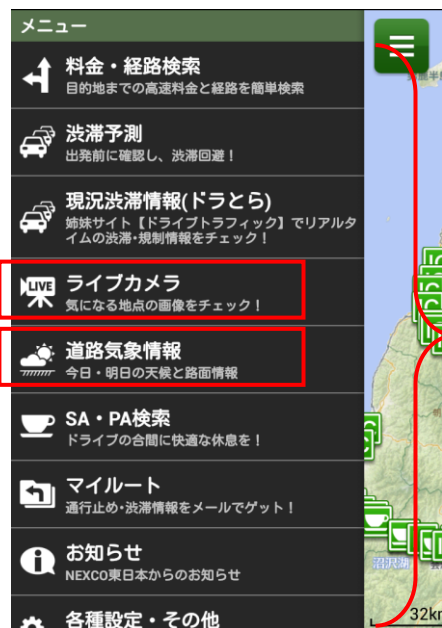 メニュー
料金・経路検索
目的地までの高速料金と経路を簡単検索
渋滞予測
出発前に確認し、渋滞回避！
現況渋滞情報(ドラとら)
姉妹サイト【ドライブトラフィック】でリアルタ
イムの渋滞・規制情報をチェック！
LIVE
ライブカメラ
気になる地点の画像をチェック！
道路気象情報
今日・明日の天候と路面情報
SA・PA検索
ドライブの合間に快適な休息を！
マイルート
通行止め・渋滞情報をメールでゲット！
お知らせ
NEXCO東日本からのお知らせ
各種設定・その他
沼沢湖
32km